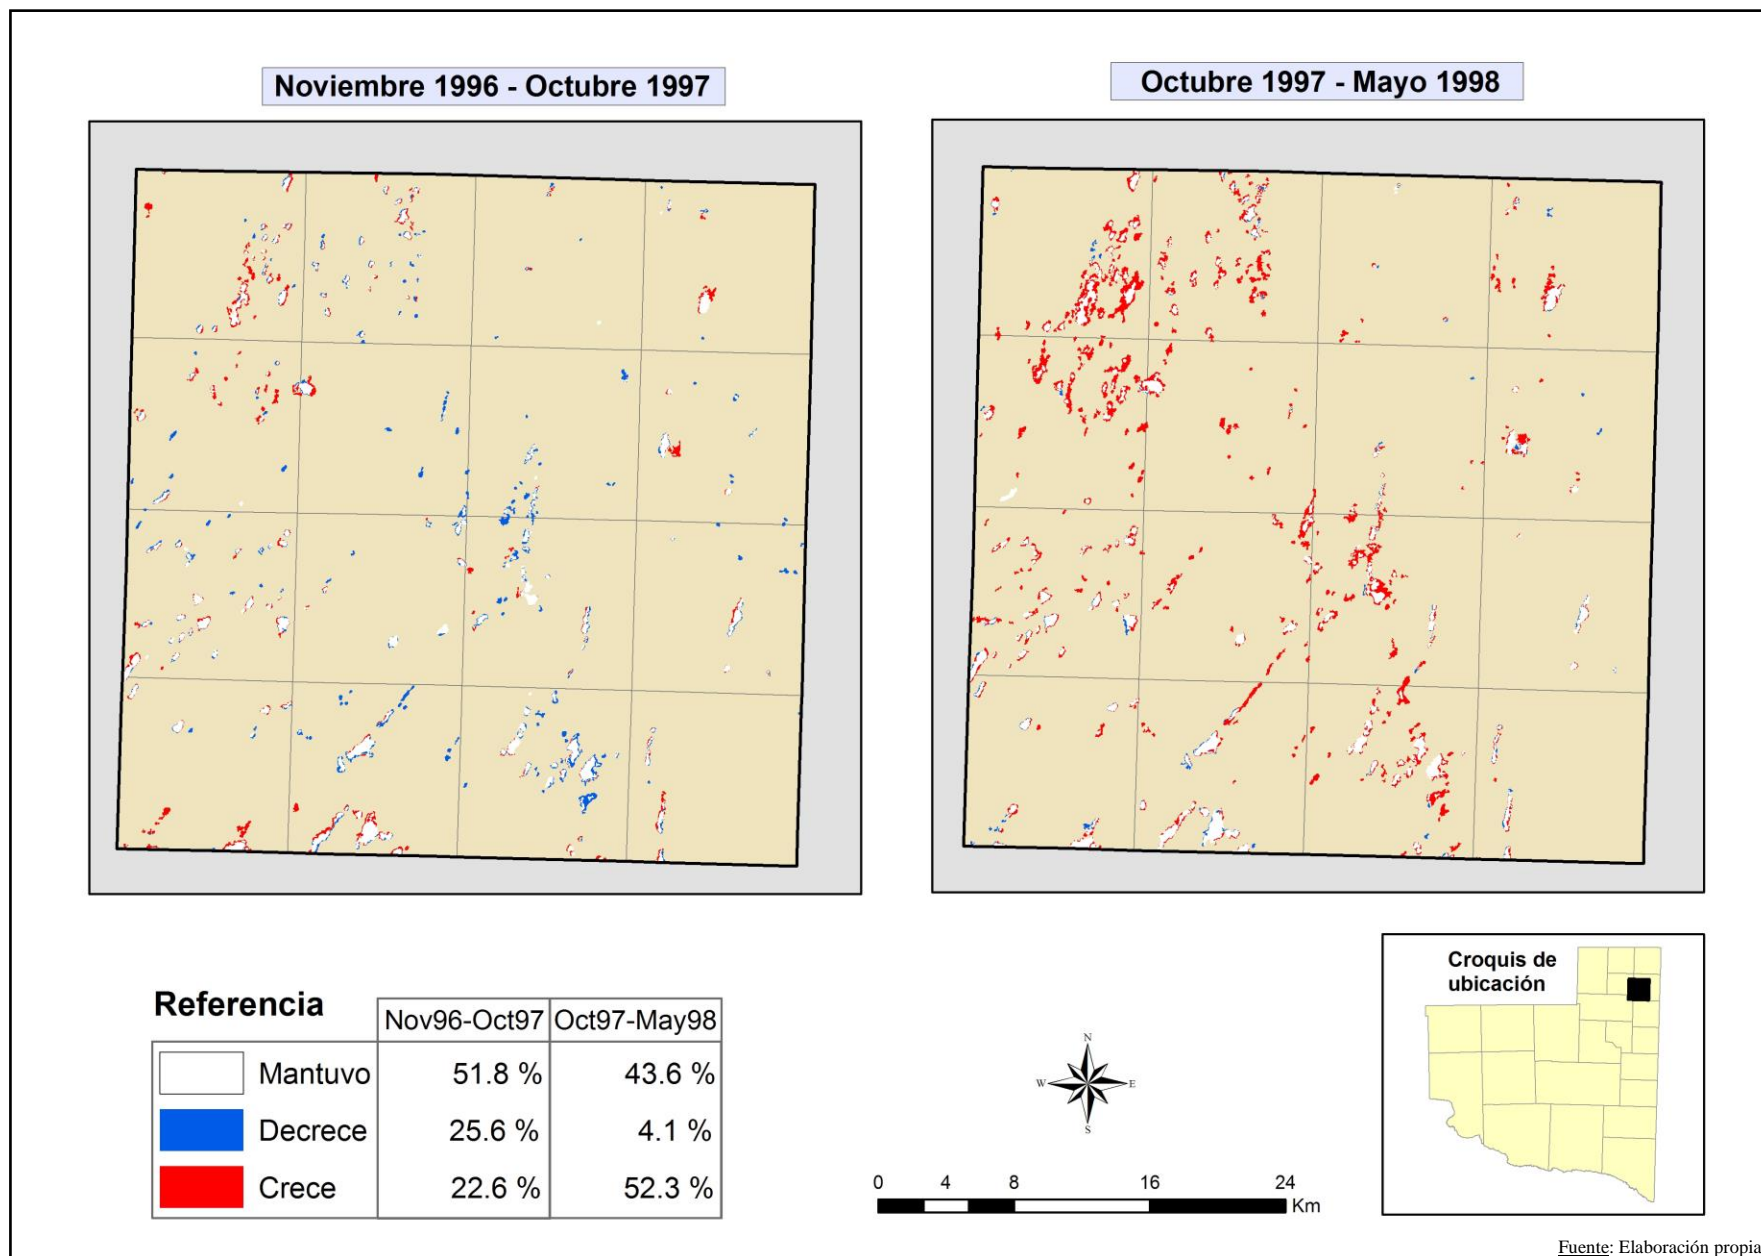 Noviembre 1996 - Octubre 1997
Octubre 1997 - Mayo 1998
Referencia
Nov96-Oct97 Oct97-May98
Mantuvo 51.8 % 43.6 %
Decrece 25.6 % 4.1 %
Crece 22.6 % 52.3 %
N
W E
S
0 4 8 16 24
Km
Croquis de
ubicación
Fuente: Elaboración propia